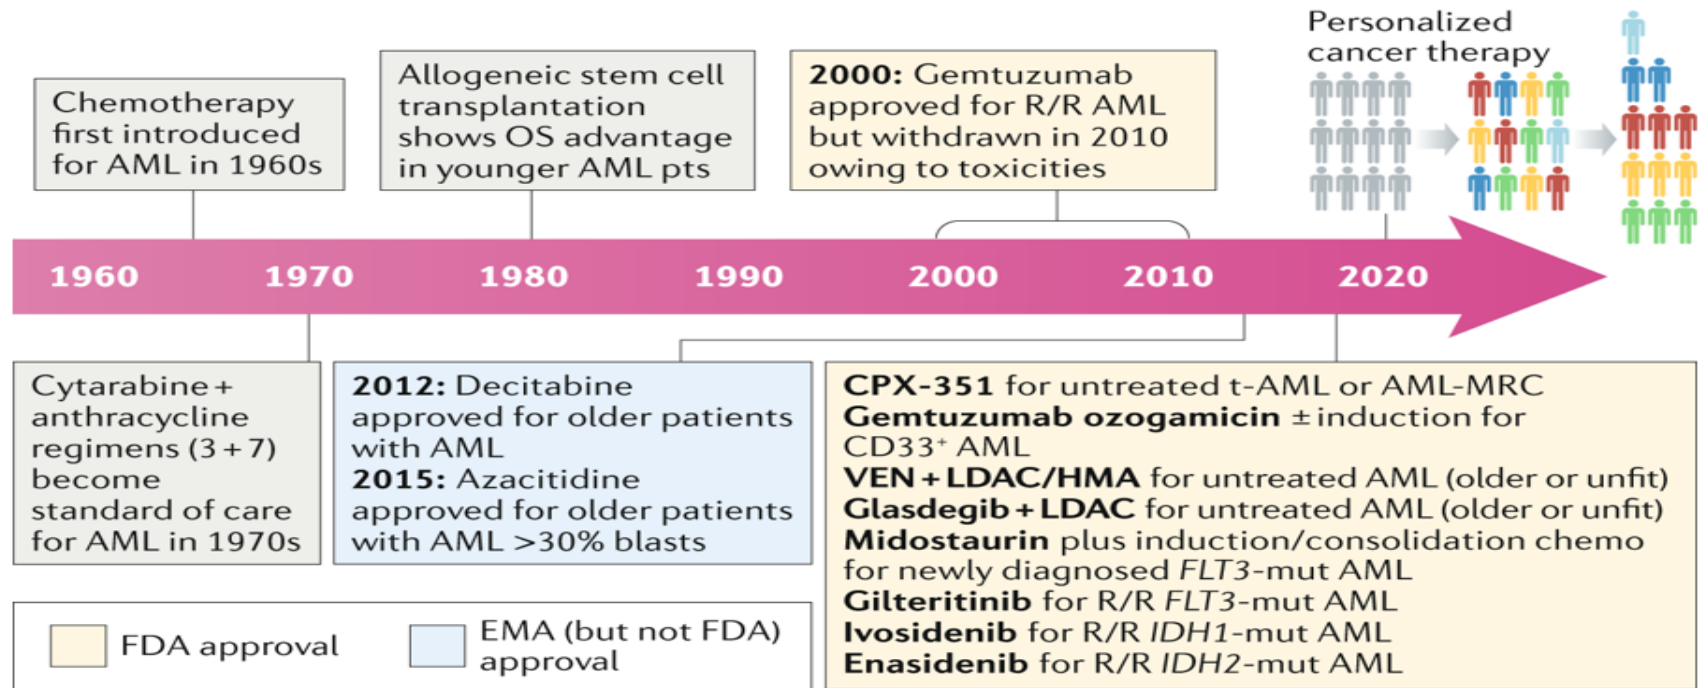 Personalized
cancer therapy
Chemotherapy
first introduced
for AML in 1960s
Allogeneic stem cell
transplantation
shows OS advantage
in younger AML pts
2000: Gemtuzumab
approved for R/R AML
but withdrawn in 2010
owing to toxicities
1960 1970 1980 1990 2000 2010 2020
Cytarabine +
anthracycline
regimens (3 + 7)
become
standard of care
for AML in 1970s
2012: Decitabine
approved for older patients
with AML
2015: Azacitidine
approved for older patients
with AML >30% blasts
CPX-351 for untreated t-AML or AML-MRC
Gemtuzumab ozogamicin ± induction for
CD33⁺ AML
VEN + LDAC/HMA for untreated AML (older or unfit)
Glasdegib + LDAC for untreated AML (older or unfit)
Midostaurin plus induction/consolidation chemo
for newly diagnosed FLT3-mut AML
Gilteritinib for R/R FLT3-mut AML
Ivosidenib for R/R IDH1-mut AML
Enasidenib for R/R IDH2-mut AML
FDA approval
EMA (but not FDA)
approval